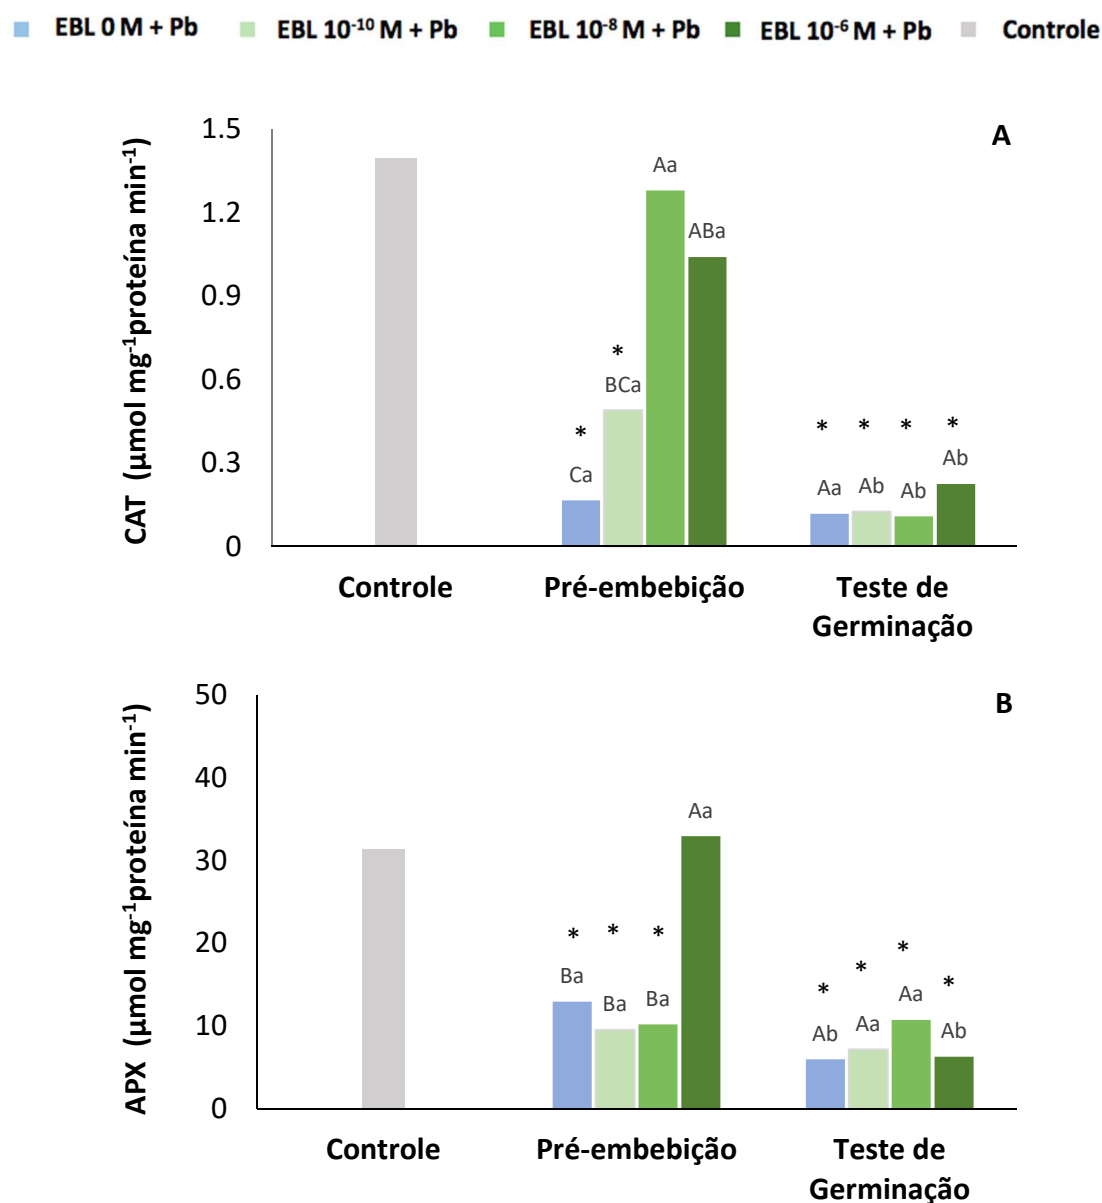 EBL 0 M + Pb EBL 10⁻¹⁰ M + Pb EBL 10⁻⁸ M + Pb EBL 10⁻⁶ M + Pb Controle
A
CAT (µmol mg⁻¹proteína min⁻¹)
1.5
1.2
0.9
0.6
0.3
0
Aa
ABa
*
BCa
*
Ca
* * * *
Aa Ab Ab Ab
Controle Pré-embebição Teste de
Germinação
B
APX (µmol mg⁻¹proteína min⁻¹)
50
40
30
20
10
0
Aa
* * *
Ba Ba Ba
* * * *
Ab Aa Aa Ab
Controle Pré-embebição Teste de
Germinação